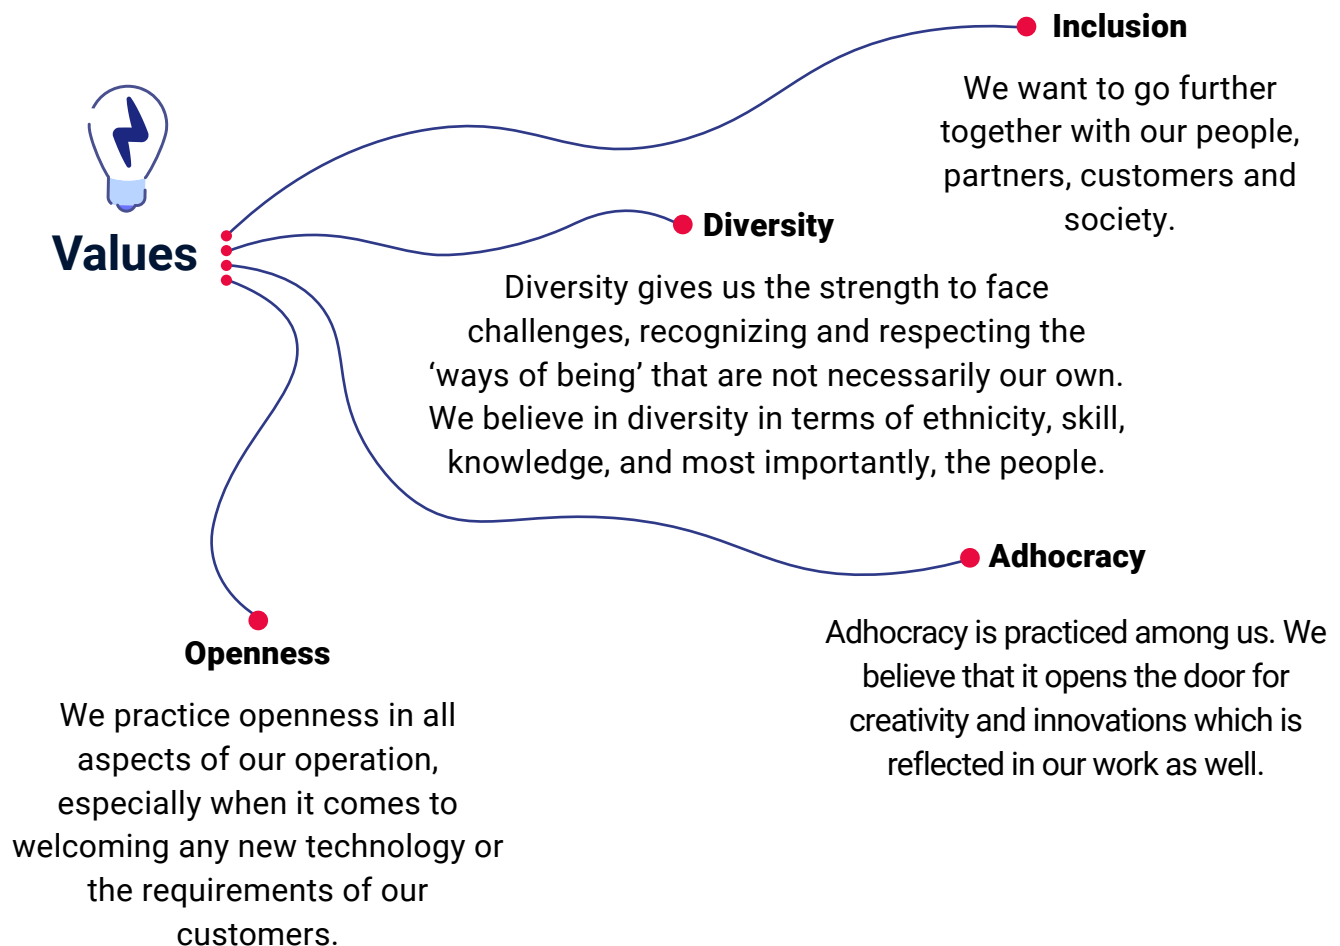 Values
Inclusion
We want to go further
together with our people,
partners, customers and
society.
Diversity
Diversity gives us the strength to face
challenges, recognizing and respecting the
‘ways of being’ that are not necessarily our own.
We believe in diversity in terms of ethnicity, skill,
knowledge, and most importantly, the people.
Adhocracy
Adhocracy is practiced among us. We
believe that it opens the door for
creativity and innovations which is
reflected in our work as well.
Openness
We practice openness in all
aspects of our operation,
especially when it comes to
welcoming any new technology or
the requirements of our
customers.